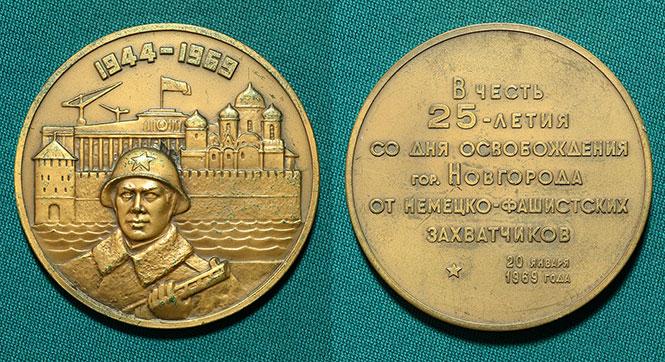 1944-1969
В ЧЕСТЬ
25-ЛЕТИЯ
СО ДНЯ ОСВОБОЖДЕНИЯ
ГОР. НОВГОРОДА
ОТ НЕМЕЦКО-ФАШИСТСКИХ
ЗАХВАТЧИКОВ
20 ЯНВАРЯ
1969 ГОДА